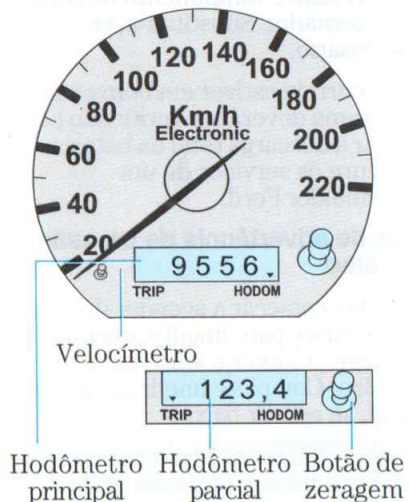 120 140 160
100 180
80 Km/h
Electronic 200
60 220
40
20
9556
TRIP HODOM
Velocímetro
123,4
TRIP HODOM
Hodômetro principal
Hodômetro parcial
Botão de zeragem